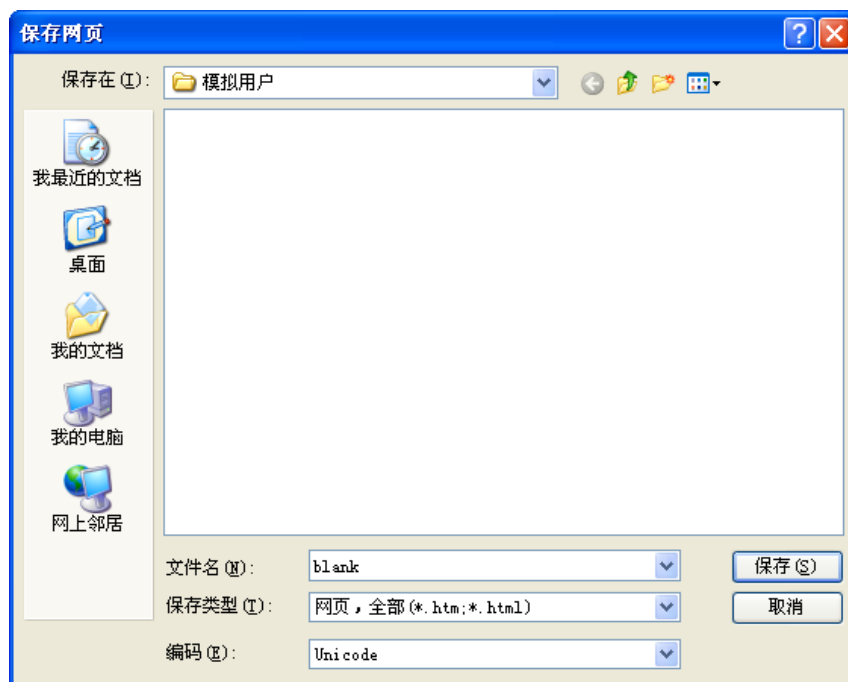 保存网页
保存在(I):
模拟用户
我最近的文档
桌面
我的文档
我的电脑
网上邻居
文件名(N):
blank
保存(S)
保存类型(T):
网页，全部(*.htm;*.html)
取消
编码(E):
Unicode